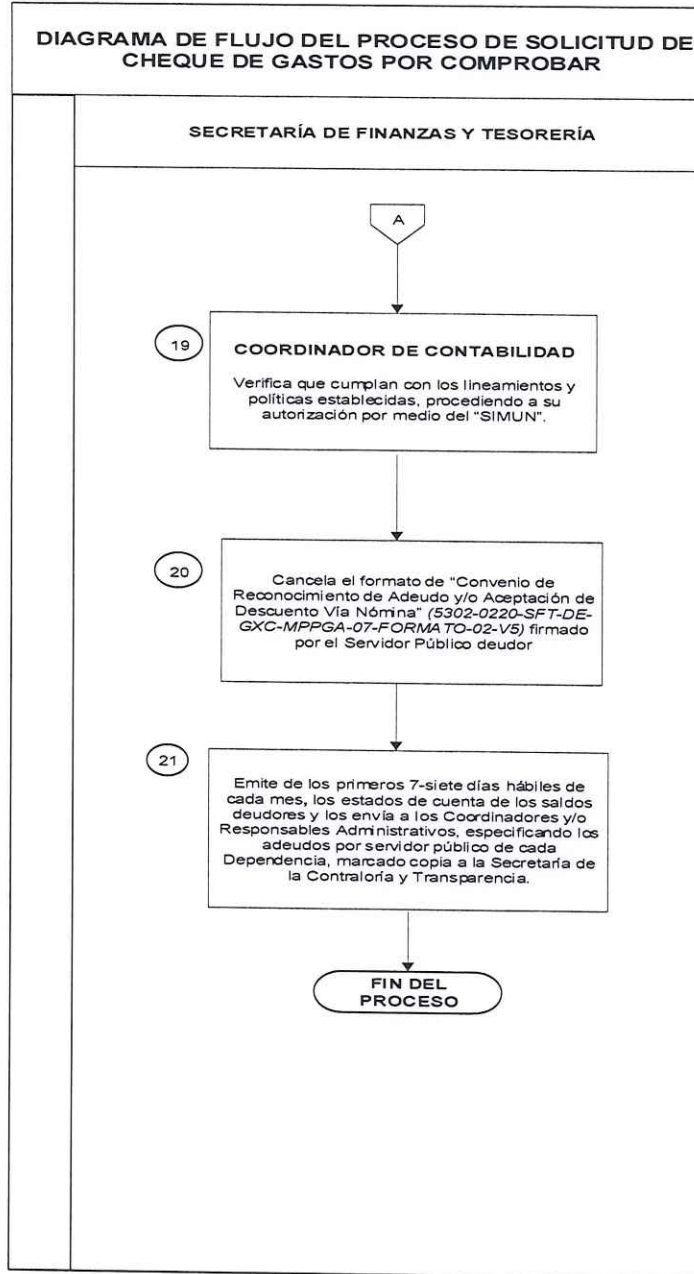 DIAGRAMA DE FLUJO DEL PROCESO DE SOLICITUD DE
CHEQUE DE GASTOS POR COMPROBAR
SECRETARÍA DE FINANZAS Y TESORERÍA
A
19
COORDINADOR DE CONTABILIDAD
Verifica que cumplan con los lineamientos y
políticas establecidas, procediendo a su
autorización por medio del "SIMUN".
20
Cancela el formato de "Convenio de
Reconocimiento de Adeudo y/o Aceptación de
Descuento Vía Nómina" (5302-0220-SFT-DE-
GXC-MPPGA-07-FORMATO-02-V5) firmado
por el Servidor Público deudor
21
Emite de los primeros 7-siete días hábiles de
cada mes, los estados de cuenta de los saldos
deudores y los envía a los Coordinadores y/o
Responsables Administrativos, especificando los
adeudos por servidor público de cada
Dependencia, marcado copia a la Secretaría de
la Contraloría y Transparencia.
FIN DEL
PROCESO